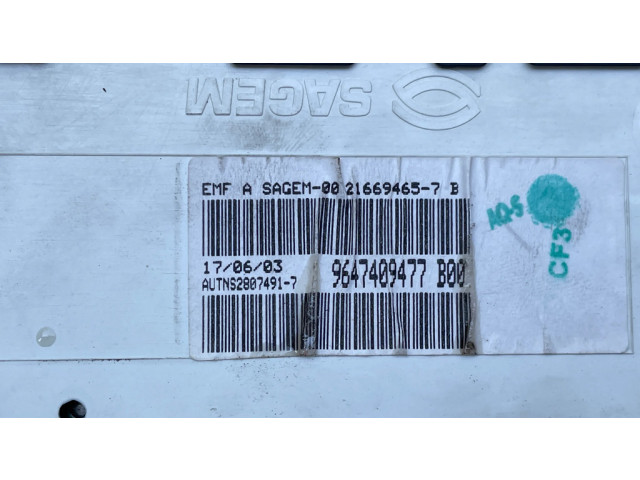 SAGEM
EMF A SAGEM-00 21669465-7 B
17/06/03
AUTNS2807491-7
9647409477 B00
AQS
CF3